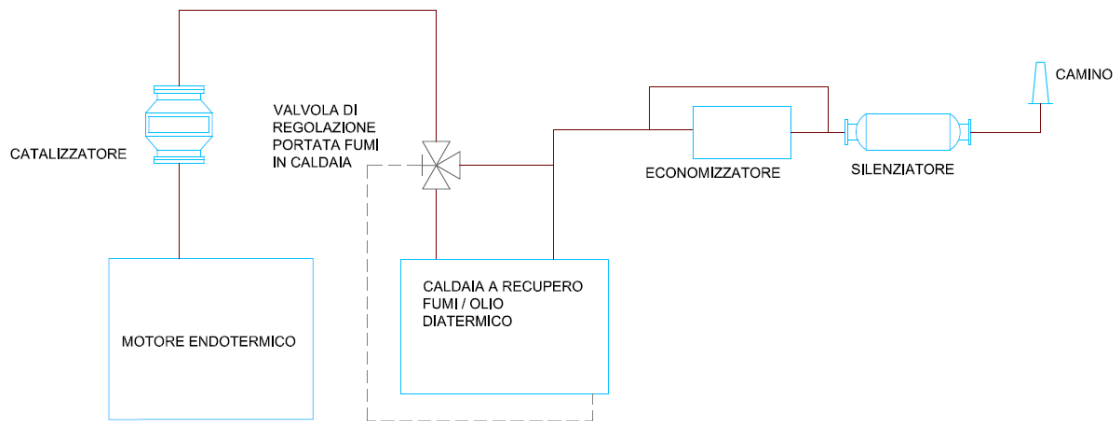 CAMINO
VALVOLA DI
REGOLAZIONE
PORTATA FUMI
IN CALDAIA
CATALIZZATORE
ECONOMIZZATORE
SILENZIATORE
CALDAIA A RECUPERO
FUMI / OLIO
DIATERMICO
MOTORE ENDOTERMICO